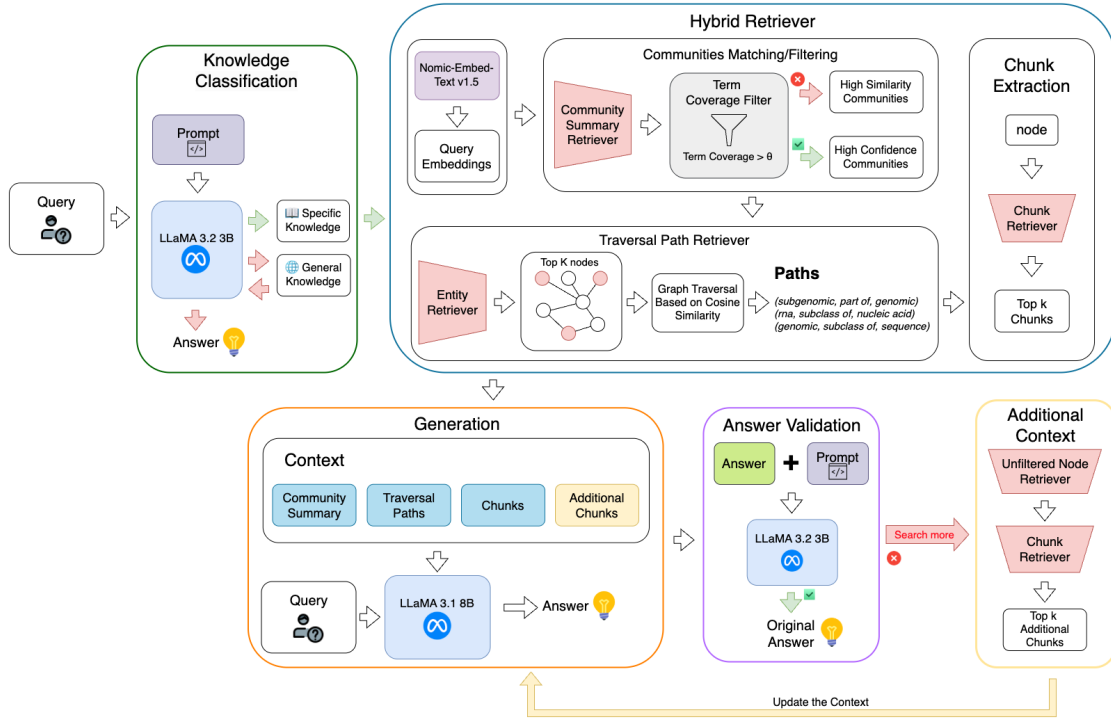 Knowledge
Classification
Prompt
</>
Query
LLaMA 3.2 3B
Specific
Knowledge
General
Knowledge
Answer
Hybrid Retriever
Nomic-Embed-
Text v1.5
Query
Embeddings
Communities Matching/Filtering
Community
Summary
Retriever
Term
Coverage Filter
Term Coverage > θ
High Similarity
Communities
High Confidence
Communities
Traversal Path Retriever
Entity
Retriever
Top K nodes
Graph Traversal
Based on Cosine
Similarity
Paths
(subgenomic, part of, genomic)
(rna, subclass of, nucleic acid)
(genomic, subclass of, sequence)
Chunk
Extraction
node
Chunk
Retriever
Top k
Chunks
Generation
Context
Community
Summary
Traversal
Paths
Chunks
Additional
Chunks
Query
LLaMA 3.1 8B
Answer
Answer Validation
Answer
+
Prompt
</>
LLaMA 3.2 3B
Original
Answer
Search more
Additional
Context
Unfiltered Node
Retriever
Chunk
Retriever
Top k
Additional
Chunks
Update the Context